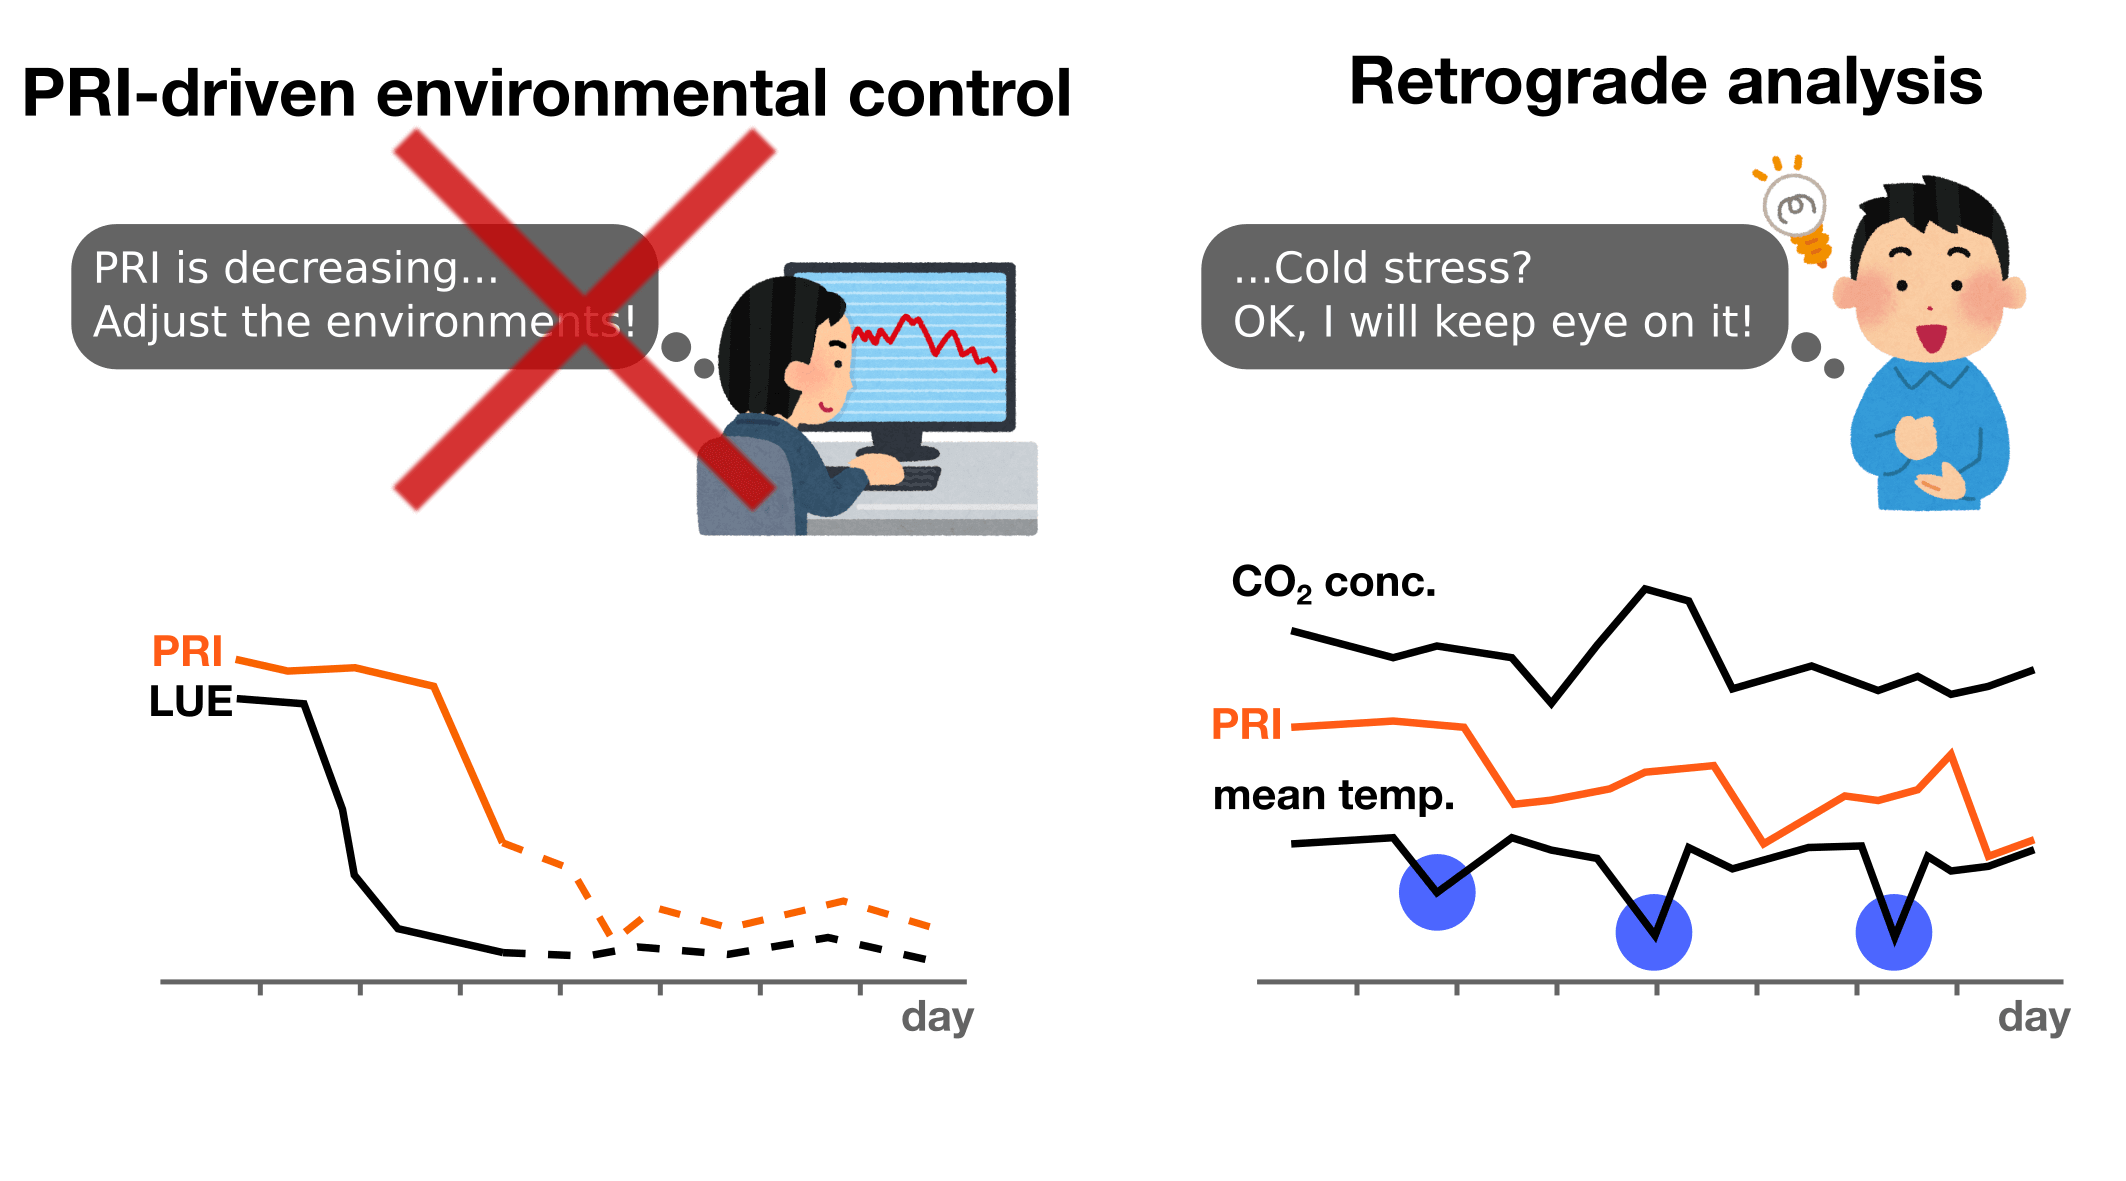 PRI-driven environmental control
PRI is decreasing...
Adjust the environments!
PRI
LUE
day
Retrograde analysis
...Cold stress?
OK, I will keep eye on it!
CO₂ conc.
PRI
mean temp.
day